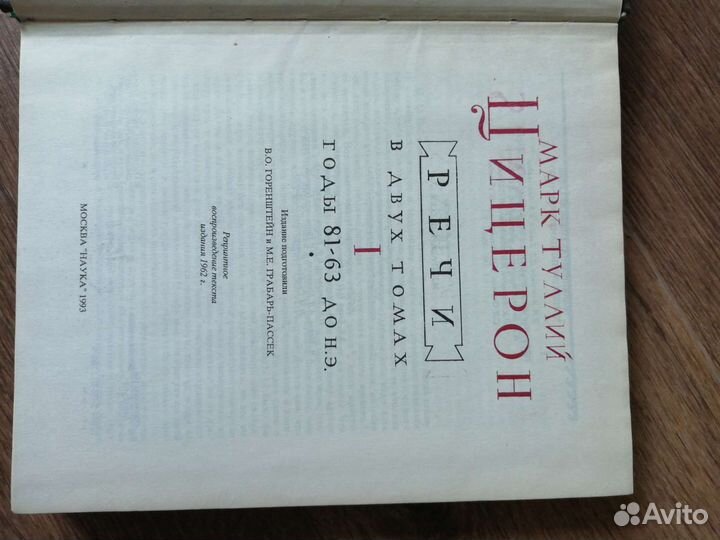 МАРК ТУЛЛИЙ
ЦИЦЕРОН
РЕЧИ
В ДВУХ ТОМАХ
I
ГОДЫ 81-63 ДО Н.Э.
Издание подготовили
В.О. ГОРЕНШТЕЙН и М.Е. ГРАБАРЬ-ПАССЕК
Репринтное
воспроизведение текста
издания 1962 г.
МОСКВА "НАУКА" 1993
Avito